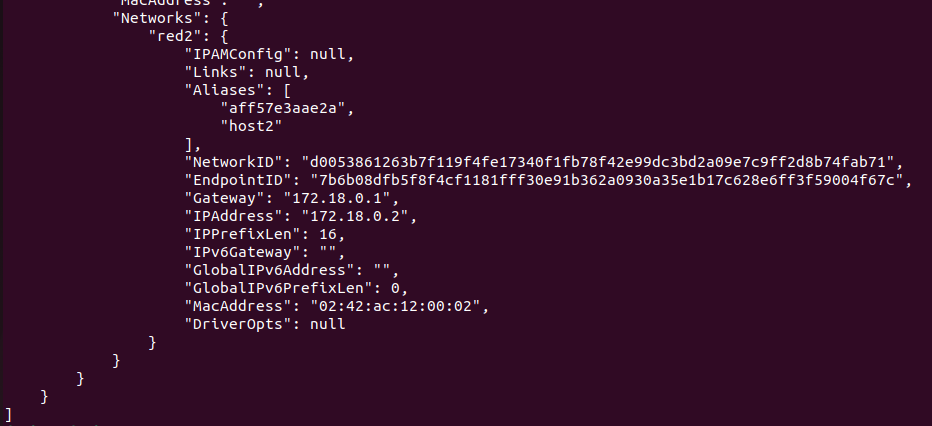 "MacAddress": "",
"Networks": {
"red2": {
"IPAMConfig": null,
"Links": null,
"Aliases": [
"aff57e3aae2a",
"host2"
],
"NetworkID": "d0053861263b7f119f4fe17340f1fb78f42e99dc3bd2a09e7c9ff2d8b74fab71",
"EndpointID": "7b6b08dfb5f8f4cf1181fff30e91b362a0930a35e1b17c628e6ff3f59004f67c",
"Gateway": "172.18.0.1",
"IPAddress": "172.18.0.2",
"IPPrefixLen": 16,
"IPv6Gateway": "",
"GlobalIPv6Address": "",
"GlobalIPv6PrefixLen": 0,
"MacAddress": "02:42:ac:12:00:02",
"DriverOpts": null
}
}
}
}
]